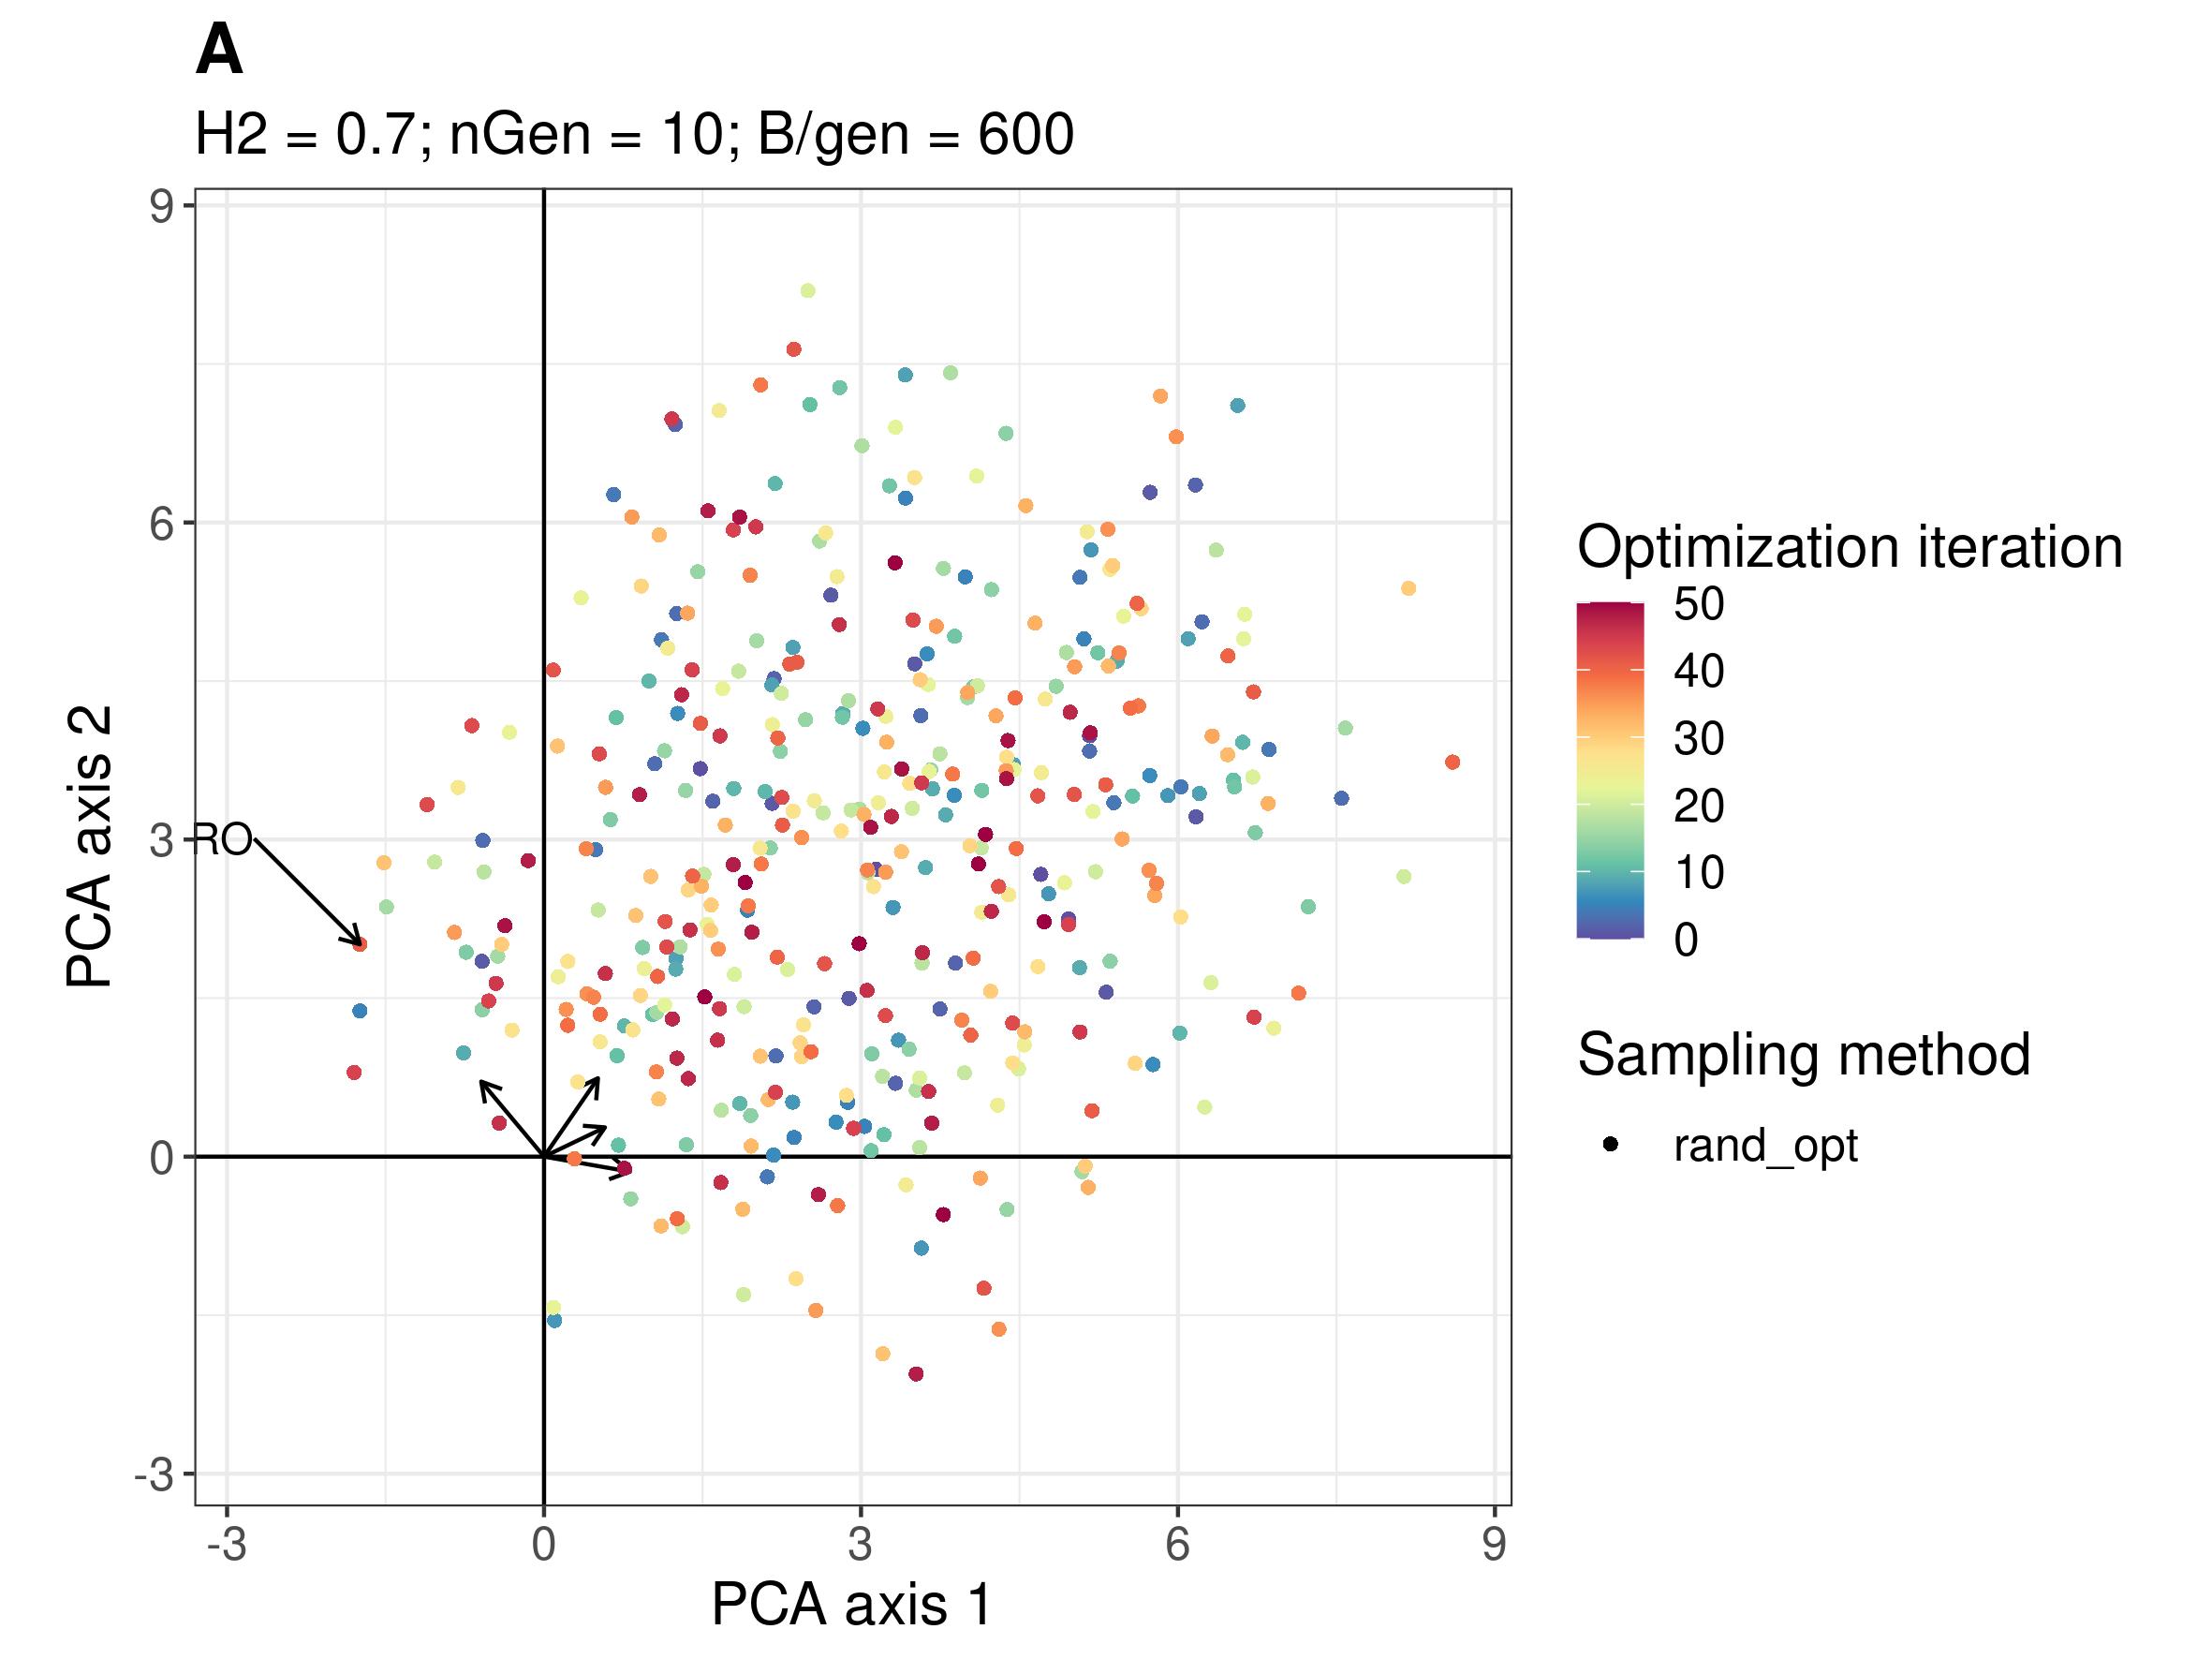 A
H2 = 0.7; nGen = 10; B/gen = 600
9
6
3
0
-3
RO
-3 0 3 6 9
PCA axis 1
PCA axis 2
Optimization iteration
50
40
30
20
10
0
Sampling method
rand_opt